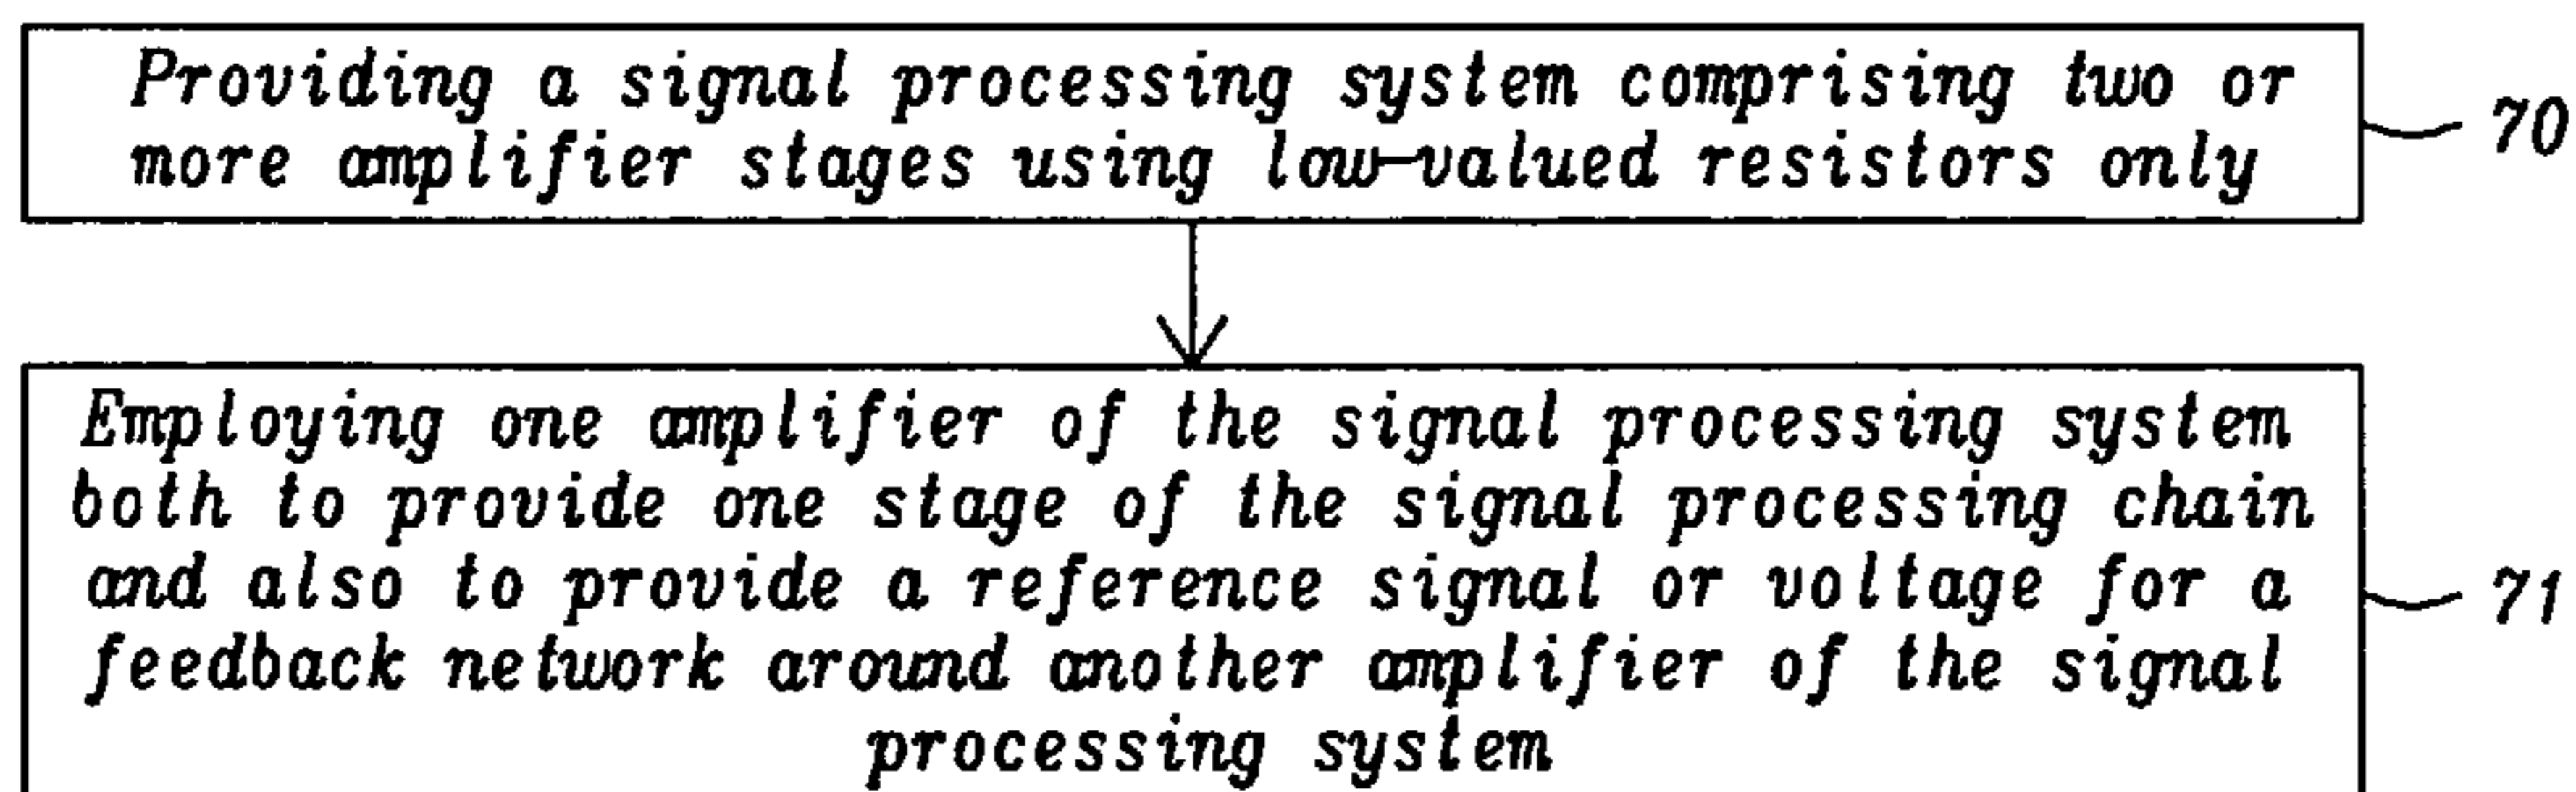 Providing a signal processing system comprising two or
more amplifier stages using low-valued resistors only
70
Employing one amplifier of the signal processing system
both to provide one stage of the signal processing chain
and also to provide a reference signal or voltage for a
feedback network around another amplifier of the signal
processing system
71